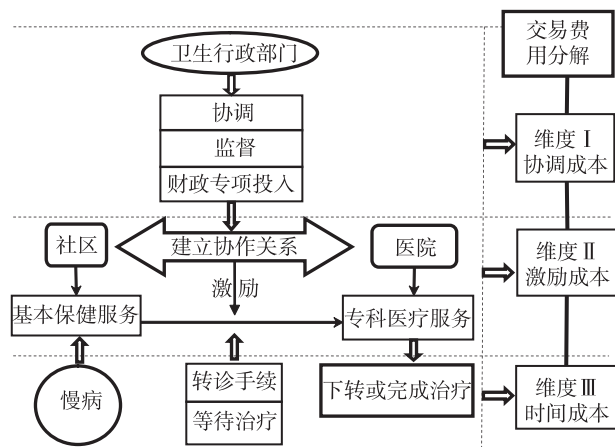 卫生行政部门
协调
监督
财政专项投入
社区
建立协作关系
医院
激励
基本保健服务
专科医疗服务
慢病
转诊手续
等待治疗
下转或完成治疗
交易费
用分解
维度Ⅰ
协调成本
维度Ⅱ
激励成本
维度Ⅲ
时间成本